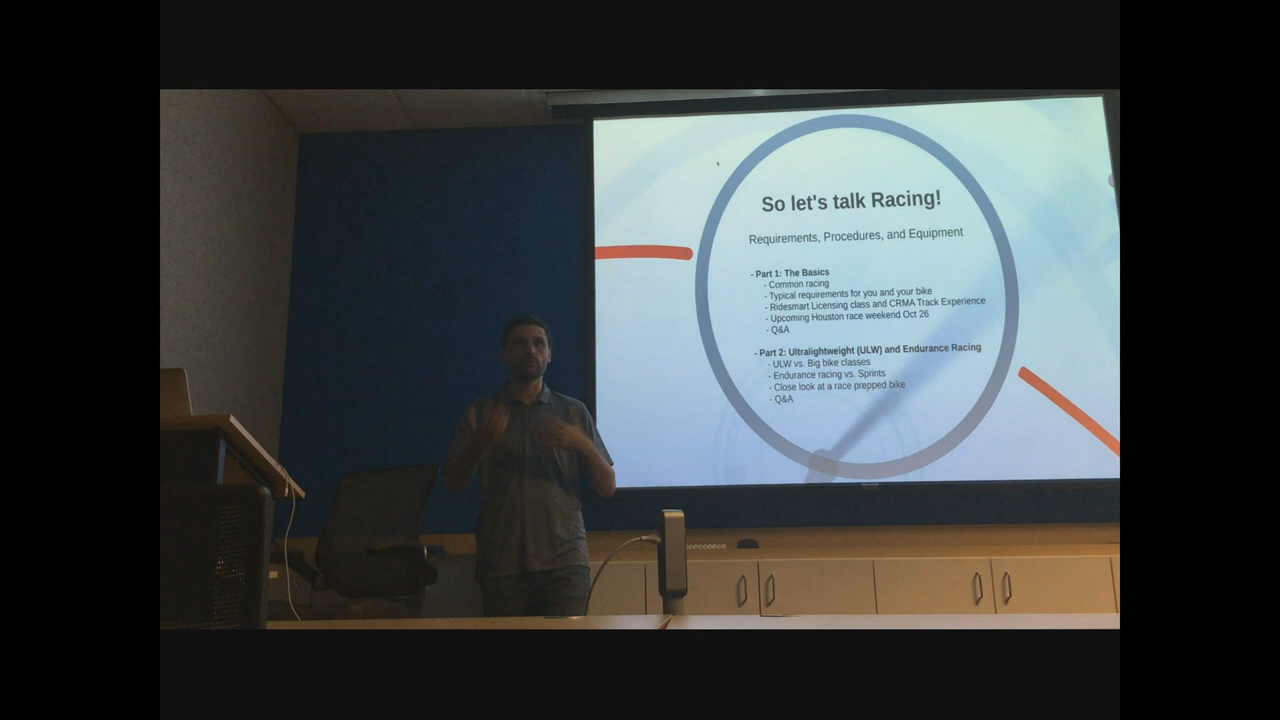 So let's talk Racing!
Requirements, Procedures, and Equipment
- Part 1: The Basics
- Common racing
- Typical requirements for you and your bike
- Ridesmart Licensing class and CRMA Track Experience
- Upcoming Houston race weekend Oct 26
- Q&A
- Part 2: Ultralightweight (ULW) and Endurance Racing
- ULW vs. Big bike classes
- Endurance racing vs. Sprints
- Close look at a race prepped bike
- Q&A